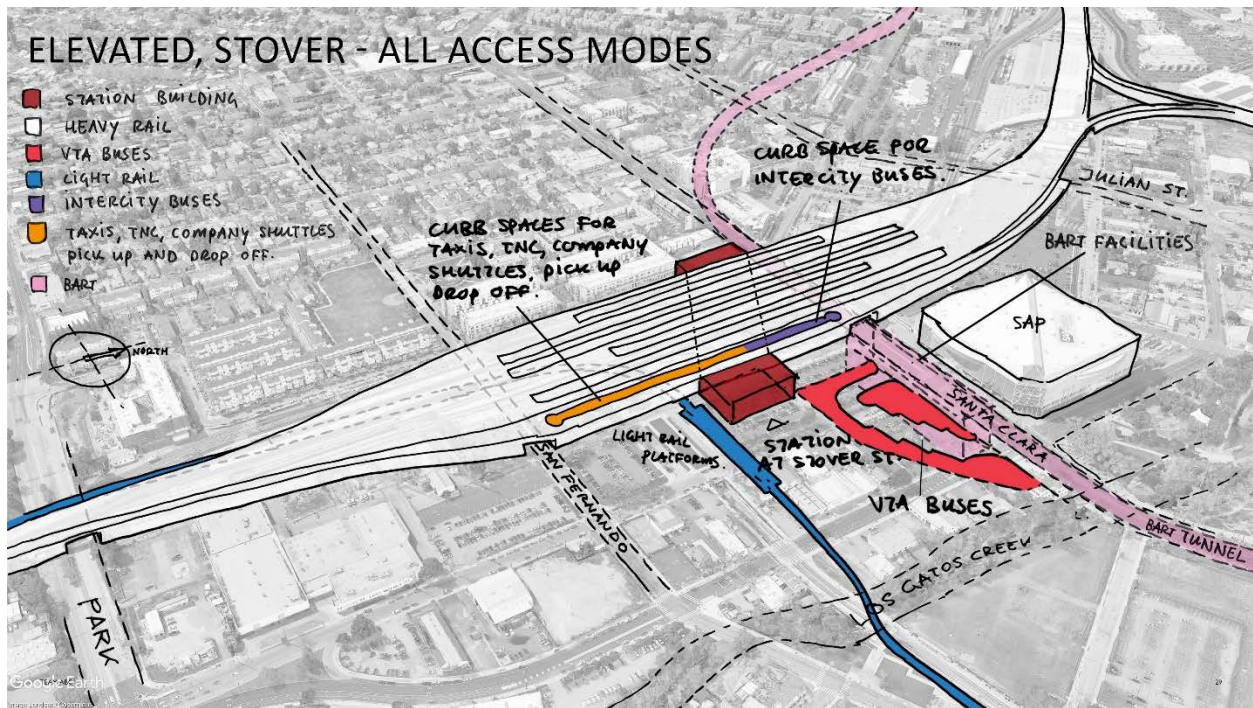 ELEVATED, STOVER - ALL ACCESS MODES
STATION BUILDING
HEAVY RAIL
VTA BUSES
LIGHT RAIL
INTERCITY BUSES
TAXIS, TNC, COMPANY SHUTTLES
PICK UP AND DROP OFF.
BART
NORTH
CURB SPACES FOR
TAXIS, TNC, COMPANY
SHUTTLES, PICK UP
DROP OFF.
CURB SPACE FOR
INTERCITY BUSES.
JULIAN ST.
BART FACILITIES
SAP
SANTA CLARA
LIGHT RAIL
PLATFORMS.
STATION
AT STOVER ST.
VTA BUSES
SAN FERNANDO
BART TUNNEL
LOS GATOS CREEK
PARK
Google Earth
29